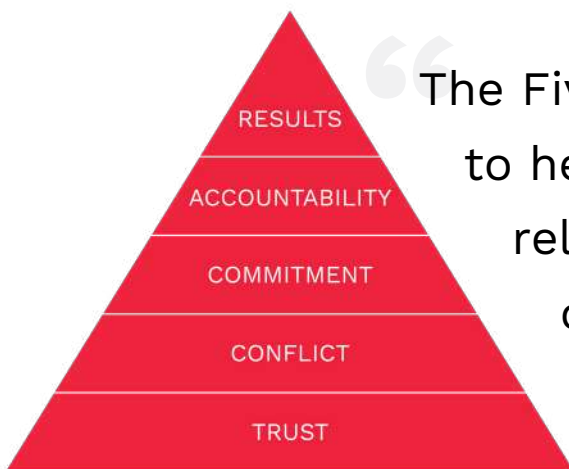 RESULTS
ACCOUNTABILITY
COMMITMENT
CONFLICT
TRUST
“
The
to